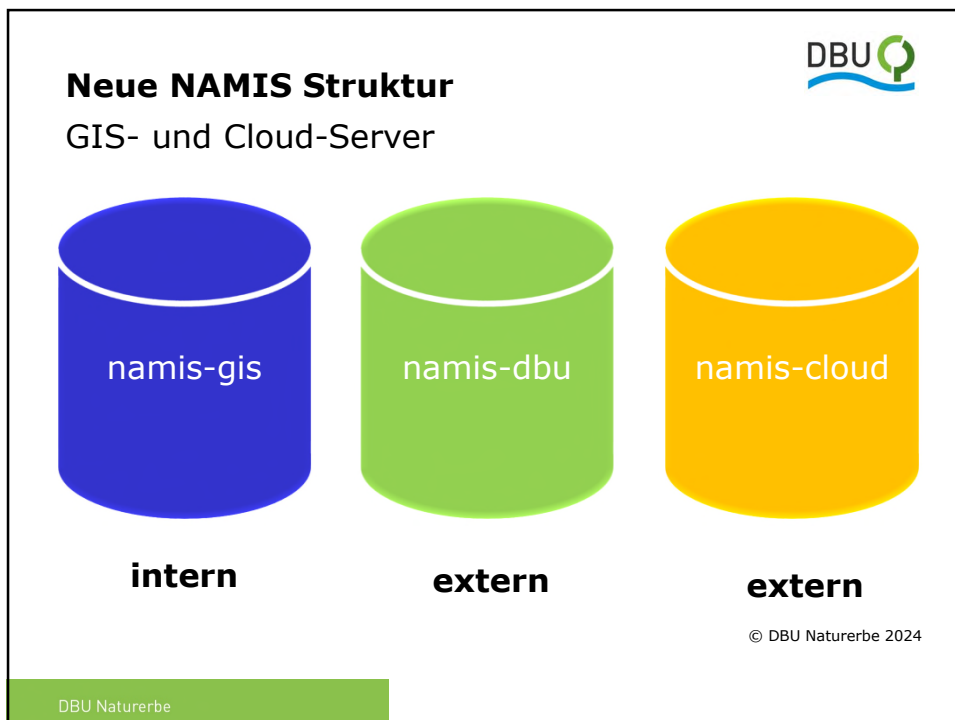 DBU
Neue NAMIS Struktur
GIS- und Cloud-Server
namis-gis
namis-dbu
namis-cloud
intern
extern
extern
© DBU Naturerbe 2024
DBU Naturerbe